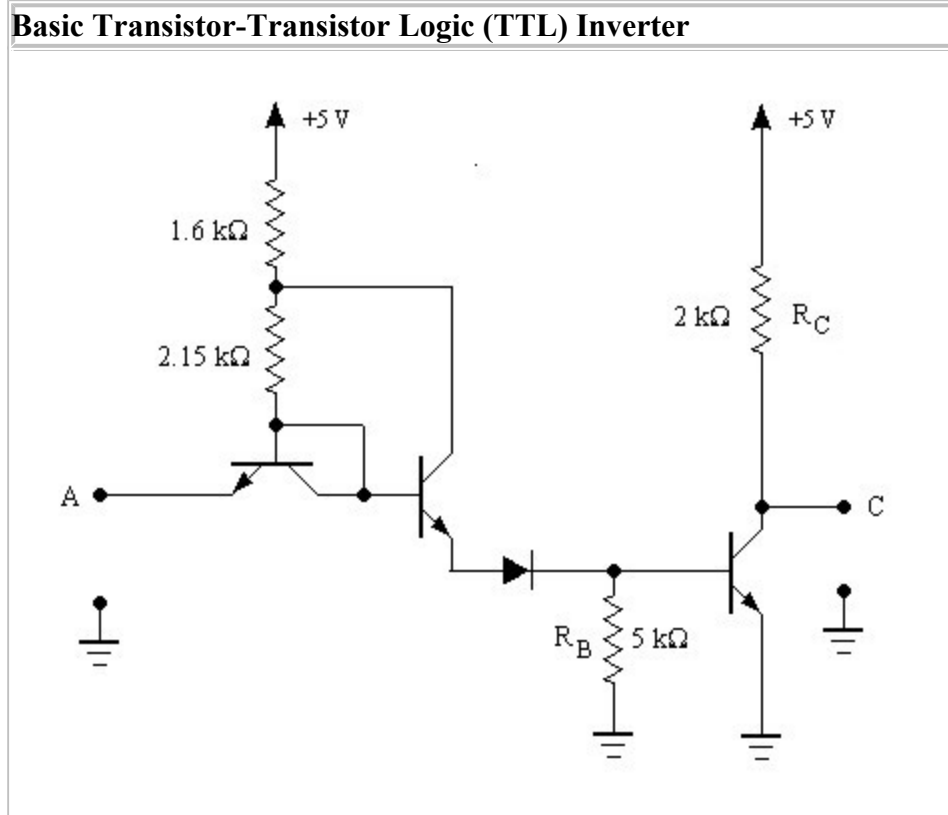 Basic Transistor-Transistor Logic (TTL) Inverter
+5 V
+5 V
1.6 kΩ
2 kΩ
R_C
2.15 kΩ
A
C
R_B
5 kΩ